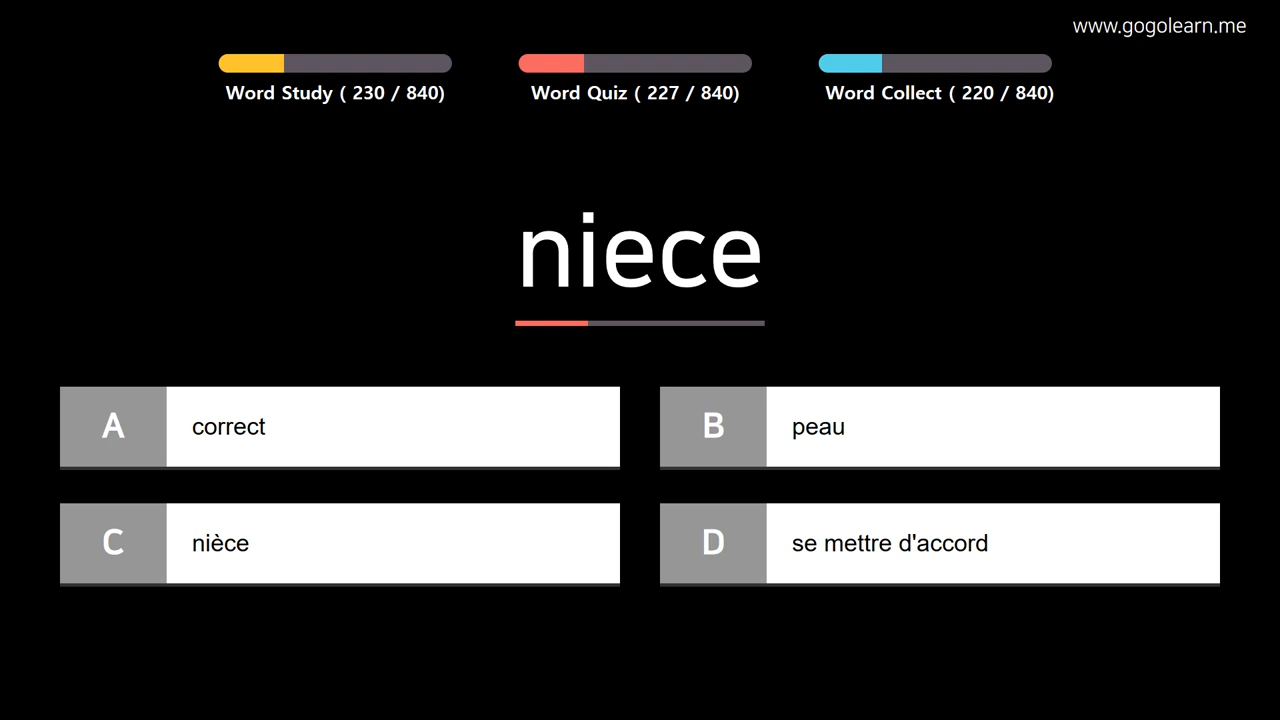 www.gogolearn.me
Word Study ( 230 / 840)
Word Quiz ( 227 / 840)
Word Collect ( 220 / 840)
niece
A correct
B peau
C nièce
D se mettre d'accord